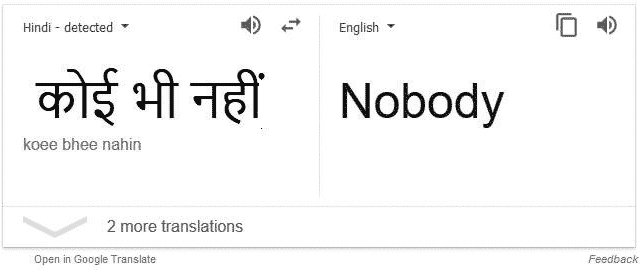 Hindi - detected English
कोई भी नहीं Nobody
koee bhee nahin
2 more translations
Open in Google Translate Feedback